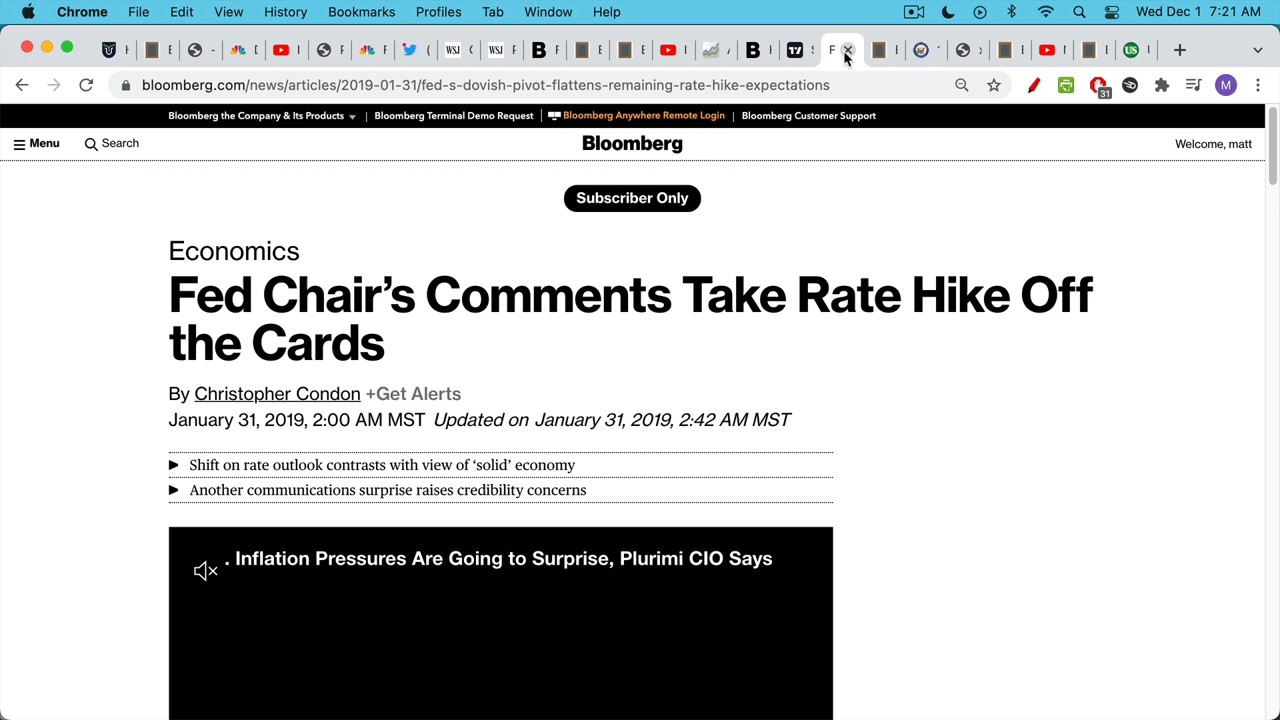 Chrome File Edit View History Bookmarks Profiles Tab Window Help Wed Dec 1 7:21 AM
bloomberg.com/news/articles/2019-01-31/fed-s-dovish-pivot-flattens-remaining-rate-hike-expectations 31 M
Bloomberg the Company & Its Products | Bloomberg Terminal Demo Request | Bloomberg Anywhere Remote Login | Bloomberg Customer Support
Menu Search Bloomberg Welcome, matt
Subscriber Only
Economics
Fed Chair’s Comments Take Rate Hike Off
the Cards
By Christopher Condon +Get Alerts
January 31, 2019, 2:00 AM MST Updated on January 31, 2019, 2:42 AM MST
Shift on rate outlook contrasts with view of ‘solid’ economy
Another communications surprise raises credibility concerns
. Inflation Pressures Are Going to Surprise, Plurimi CIO Says